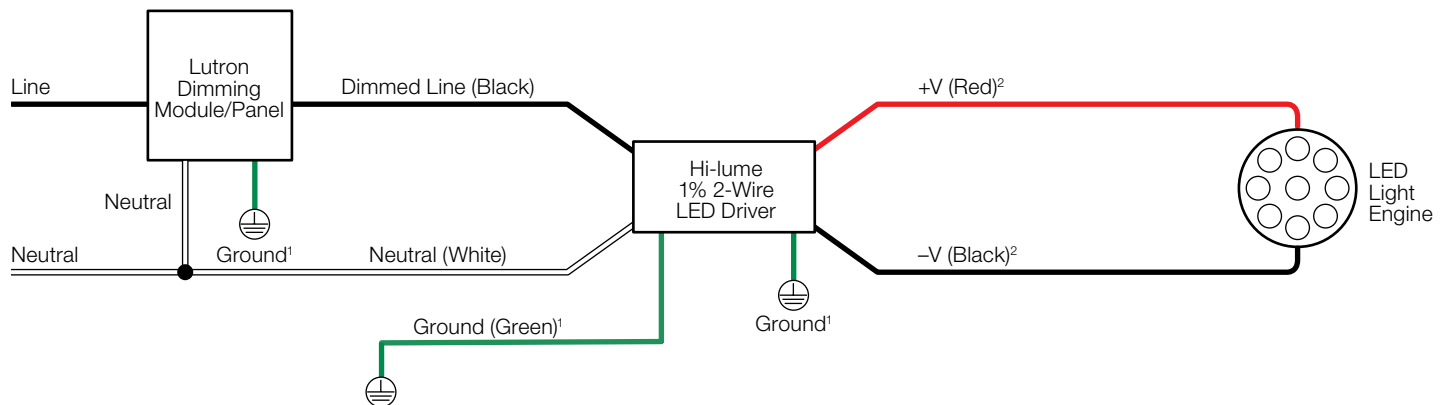 Line
Lutron
Dimming
Module/Panel
Dimmed Line (Black)
+V (Red)²
Hi-lume
1% 2-Wire
LED Driver
LED
Light
Engine
Neutral
Ground¹
Neutral
Neutral (White)
–V (Black)²
Ground (Green)¹
Ground¹